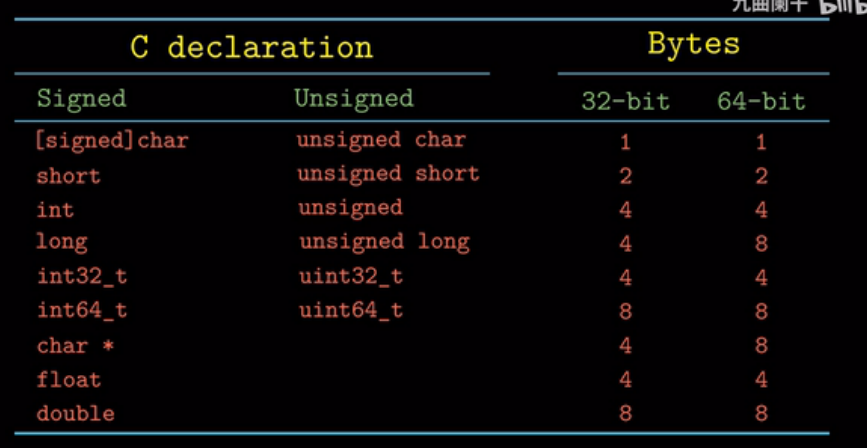 九曲阑干 bilib
C declaration Bytes
Signed Unsigned 32-bit 64-bit
[signed]char unsigned char 1 1
short unsigned short 2 2
int unsigned 4 4
long unsigned long 4 8
int32_t uint32_t 4 4
int64_t uint64_t 8 8
char * 4 8
float 4 4
double 8 8